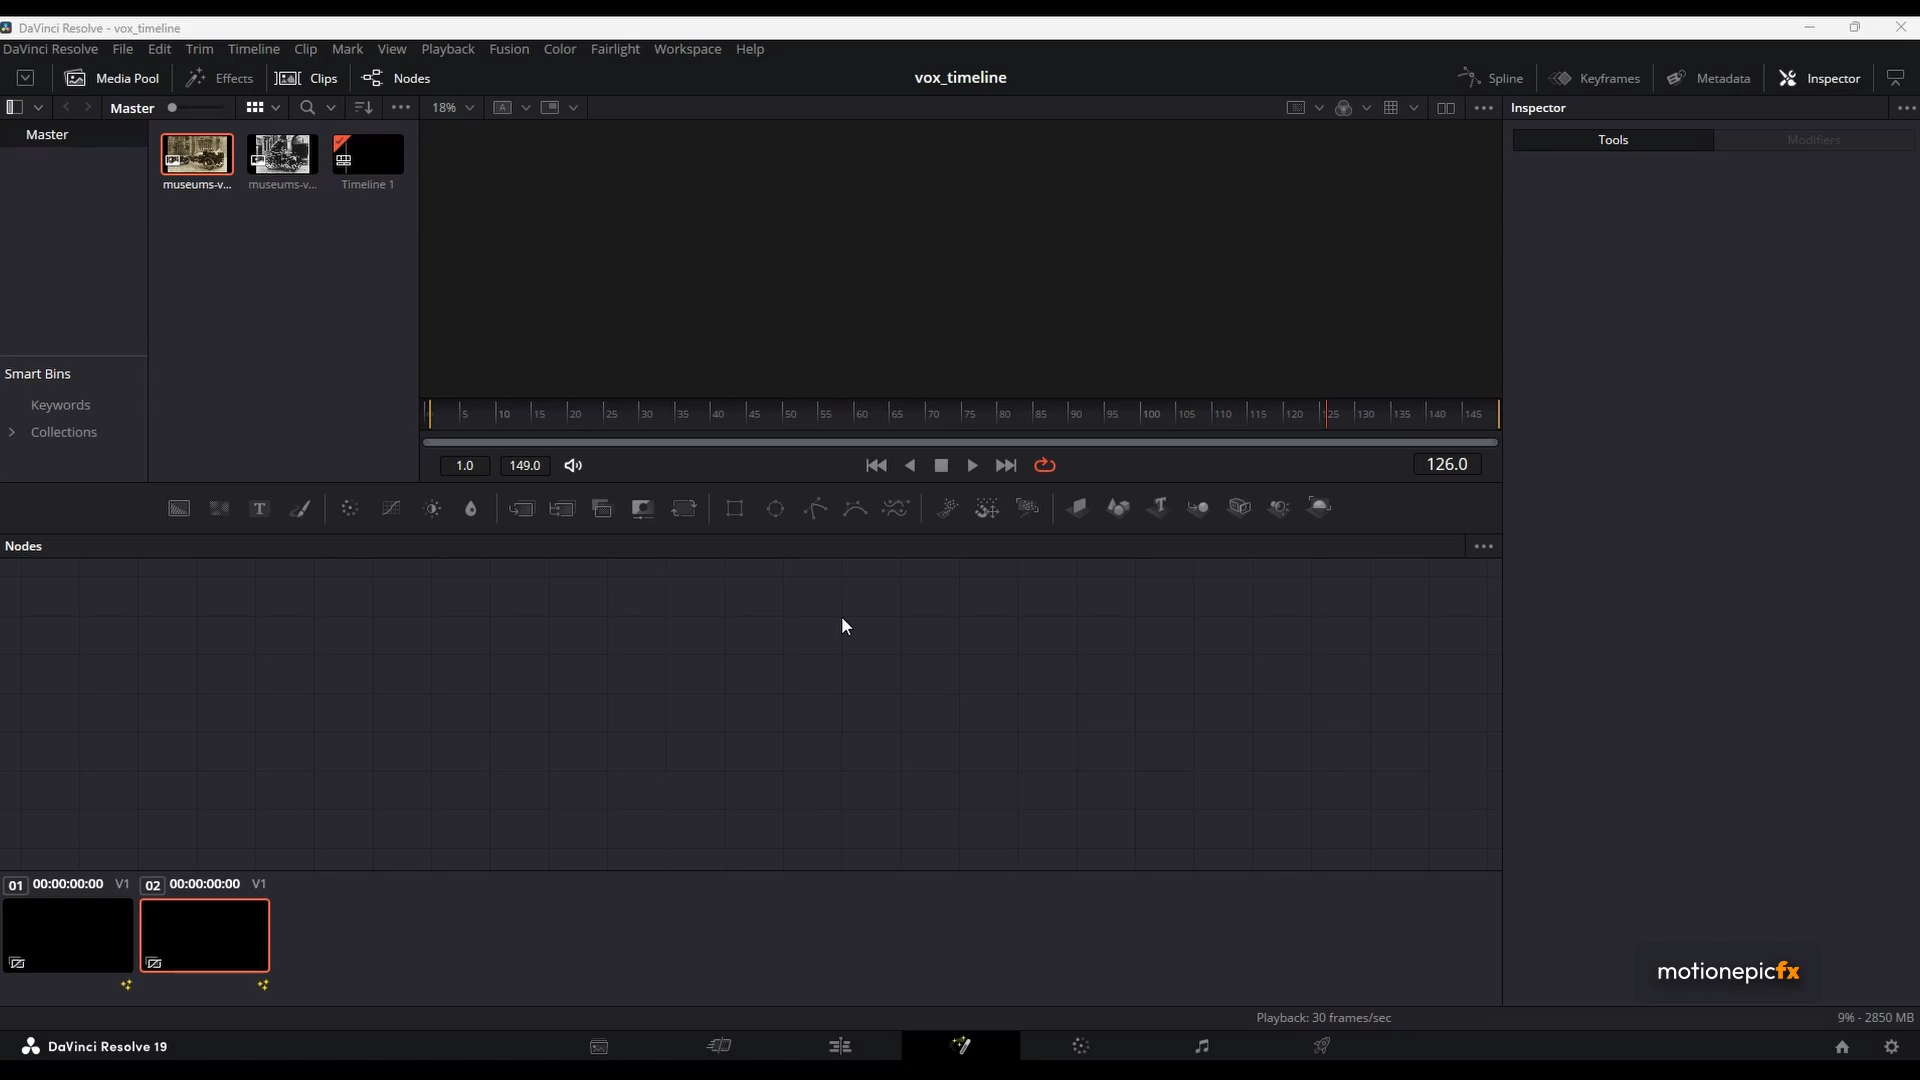 DaVinci Resolve - vox_timeline
DaVinci Resolve File Edit Trim Timeline Clip Mark View Playback Fusion Color Fairlight Workspace Help
Media Pool Effects Clips Nodes vox_timeline Spline Keyframes Metadata Inspector
Master 18% Inspector
Master
Tools Modifiers
museums-v... museums-v... Timeline 1
Smart Bins
Keywords
Collections
5 10 15 20 25 30 35 40 45 50 55 60 65 70 75 80 85 90 95 100 105 110 115 120 125 130 135 140 145
1.0 149.0 126.0
Nodes
01 00:00:00:00 V1 02 00:00:00:00 V1
motionepicfx
Playback: 30 frames/sec 9% - 2850 MB
DaVinci Resolve 19